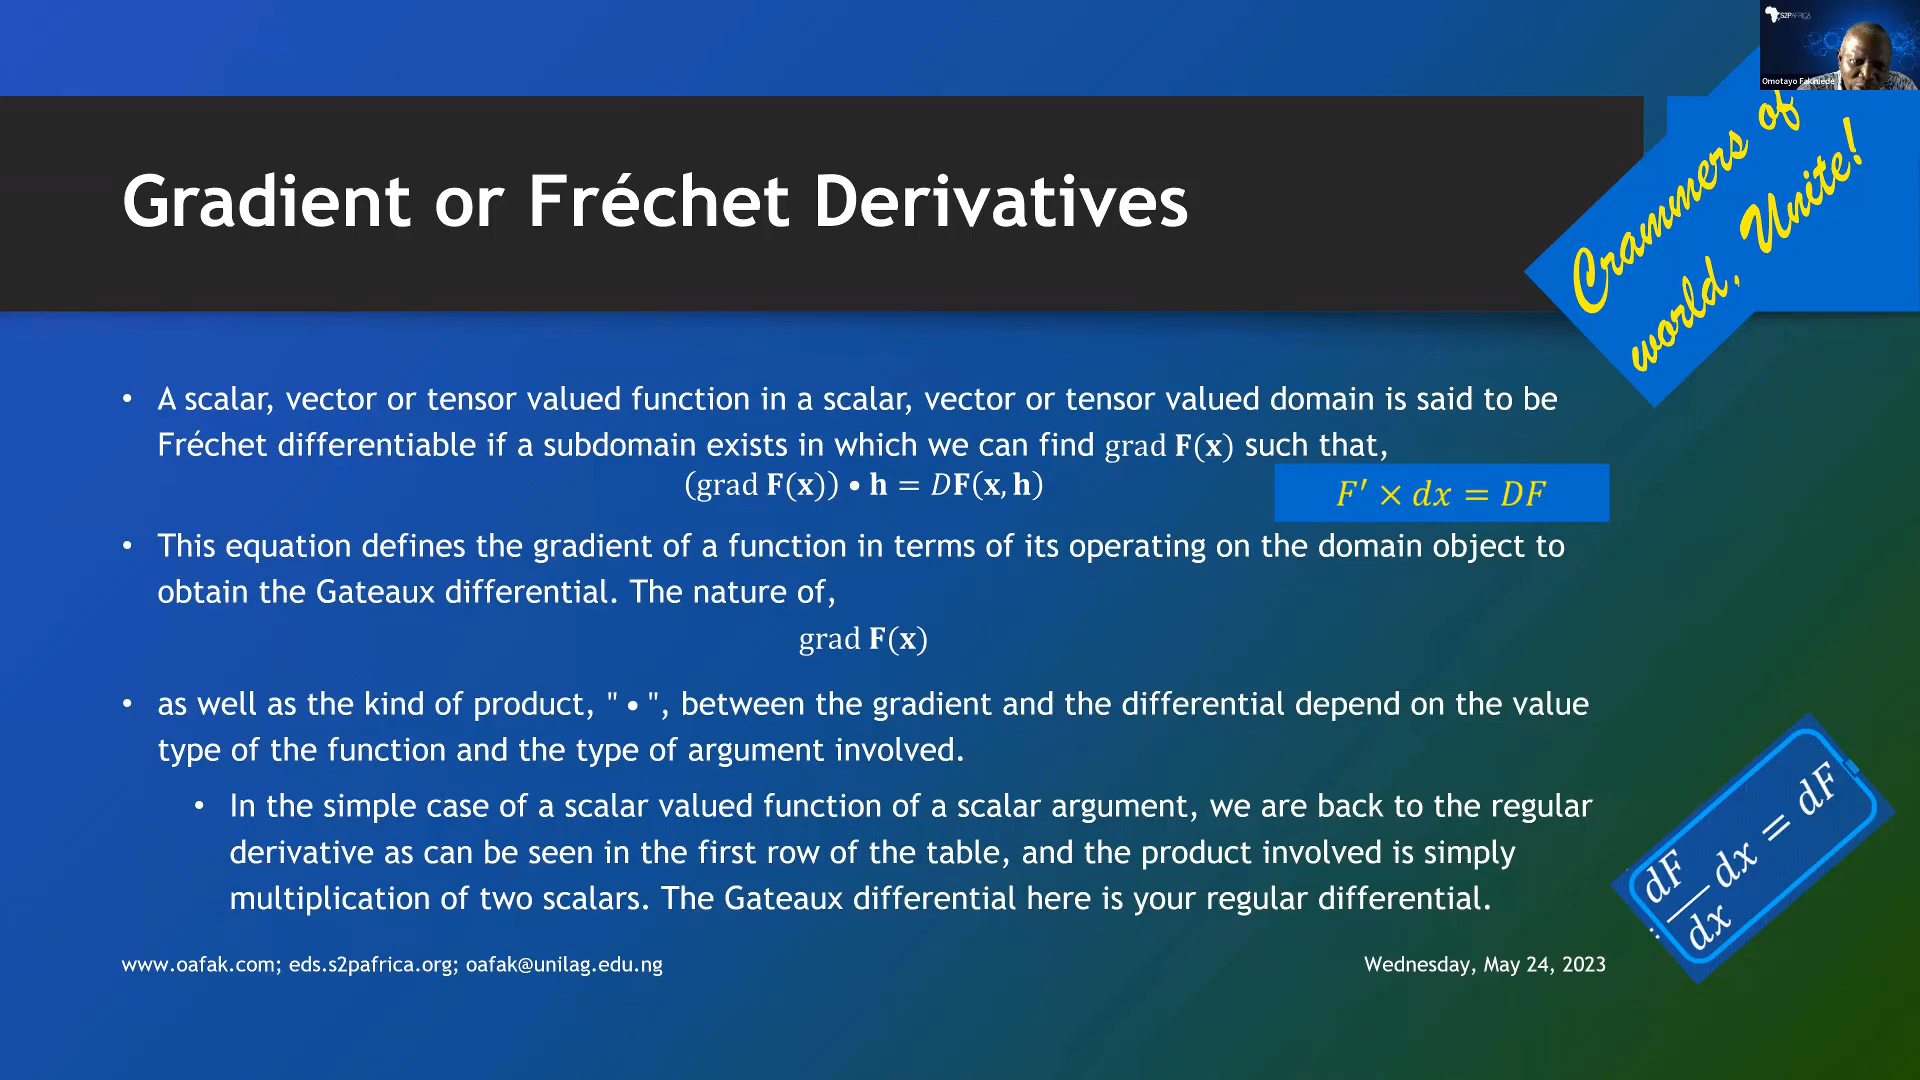 S2PAFRICA
Omotayo Fakinlede
Crammers of
world, Unite!
Gradient or Fréchet Derivatives
• A scalar, vector or tensor valued function in a scalar, vector or tensor valued domain is said to be
Fréchet differentiable if a subdomain exists in which we can find grad 𝐅(𝐱) such that,
(grad 𝐅(𝐱)) • 𝐡 = 𝐷𝐅(𝐱, 𝐡)
𝐹′ × 𝑑𝑥 = 𝐷𝐹
• This equation defines the gradient of a function in terms of its operating on the domain object to
obtain the Gateaux differential. The nature of,
grad 𝐅(𝐱)
• as well as the kind of product, " • ", between the gradient and the differential depend on the value
type of the function and the type of argument involved.
• In the simple case of a scalar valued function of a scalar argument, we are back to the regular
derivative as can be seen in the first row of the table, and the product involved is simply
multiplication of two scalars. The Gateaux differential here is your regular differential.
dF/dx dx = dF
www.oafak.com; eds.s2pafrica.org; oafak@unilag.edu.ng
Wednesday, May 24, 2023